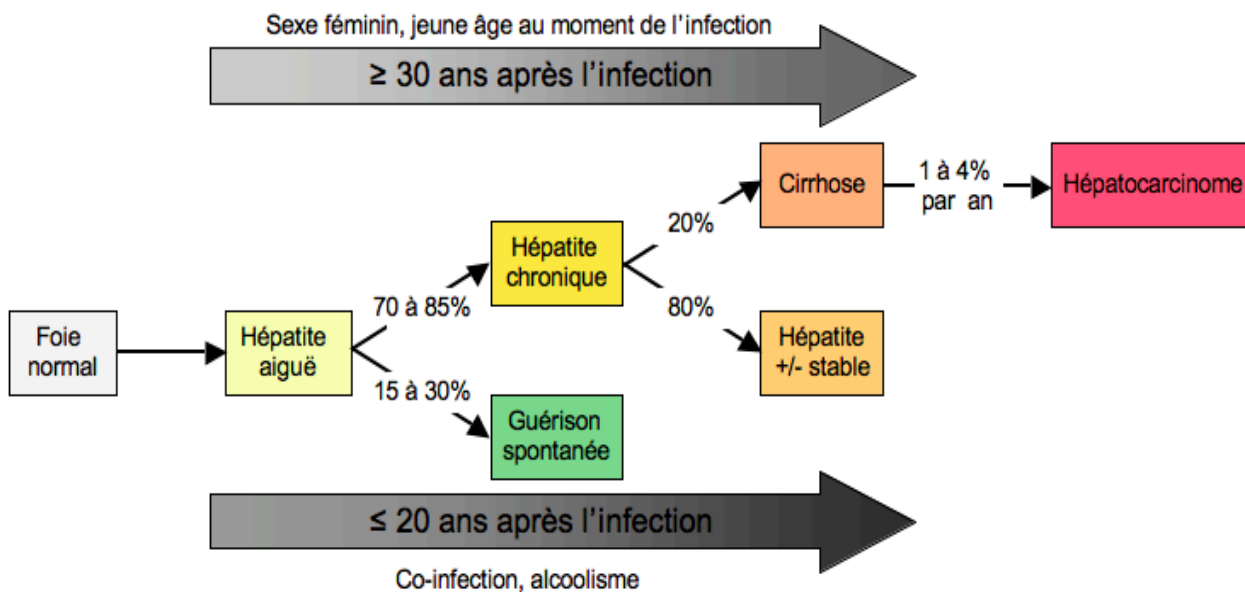 Sexe féminin, jeune âge au moment de l'infection
≥ 30 ans après l'infection
Cirrhose
1 à 4%
par an
Hépatocarcinome
20%
Hépatite
chronique
70 à 85%
80%
Foie
normal
Hépatite
aiguë
Hépatite
+/- stable
15 à 30%
Guérison
spontanée
≤ 20 ans après l'infection
Co-infection, alcoolisme